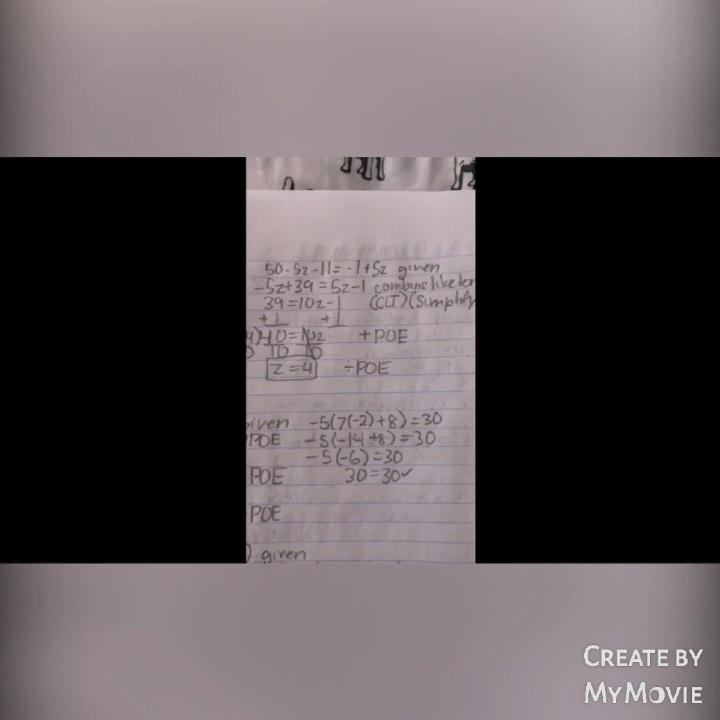 50-5z-11=-1+5z given
-5z+39=5z-1 combine like
39=10z-1 (CLT)(Simplify
+1 +1
=10z +POE
10 10
z=4 ÷POE
given -5(7(-2)+8)=30
POE -5(-14+8)=30
-5(-6)=30
POE 30=30✓
POE
) given
CREATE BY
MYMOVIE